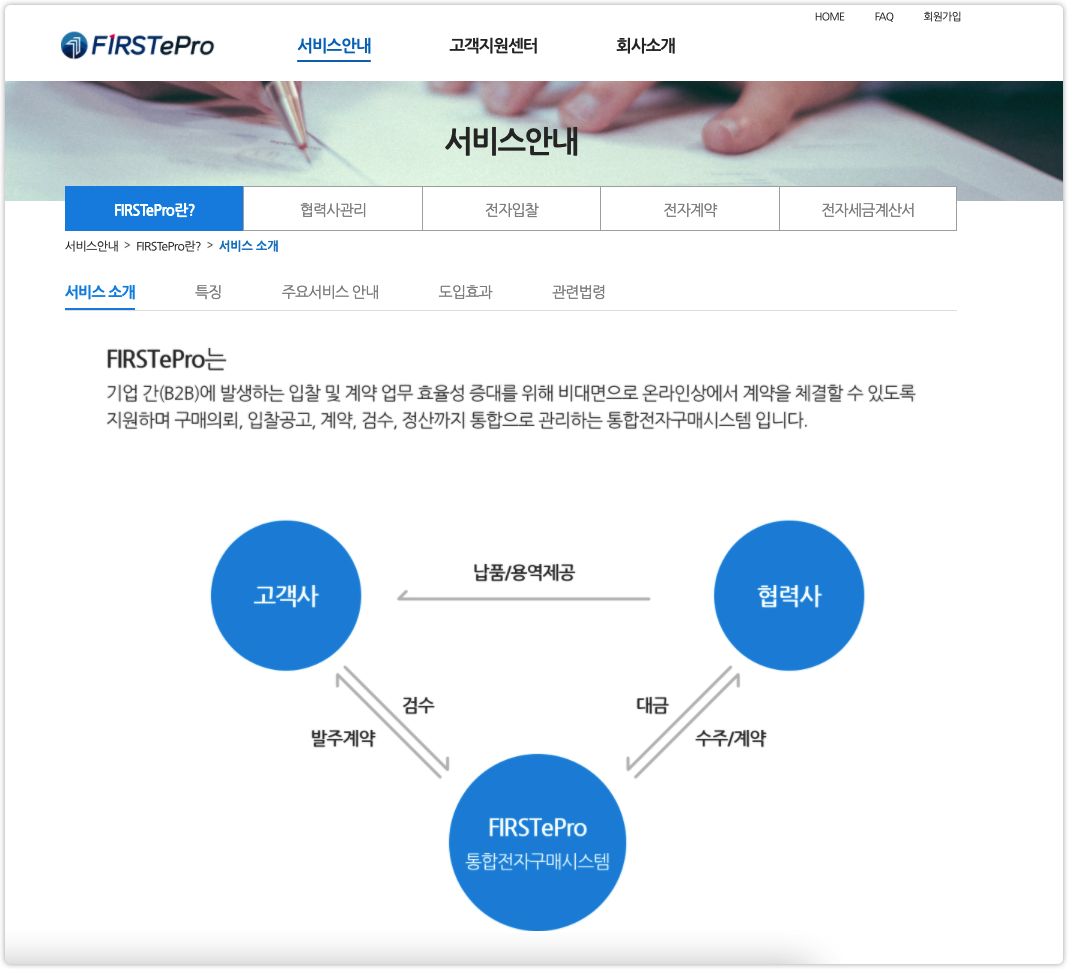 HOME FAQ 회원가입
FIRSTePro 서비스안내 고객지원센터 회사소개
서비스안내
FIRSTePro란? 협력사관리 전자입찰 전자계약 전자세금계산서
서비스안내 > FIRSTePro란? > 서비스 소개
서비스 소개 특징 주요서비스 안내 도입효과 관련법령
FIRSTePro는
기업 간(B2B)에 발생하는 입찰 및 계약 업무 효율성 증대를 위해 비대면으로 온라인상에서 계약을 체결할 수 있도록
지원하며 구매의뢰, 입찰공고, 계약, 검수, 정산까지 통합으로 관리하는 통합전자구매시스템 입니다.
납품/용역제공
고객사 협력사
검수 대금
발주계약 수주/계약
FIRSTePro
통합전자구매시스템